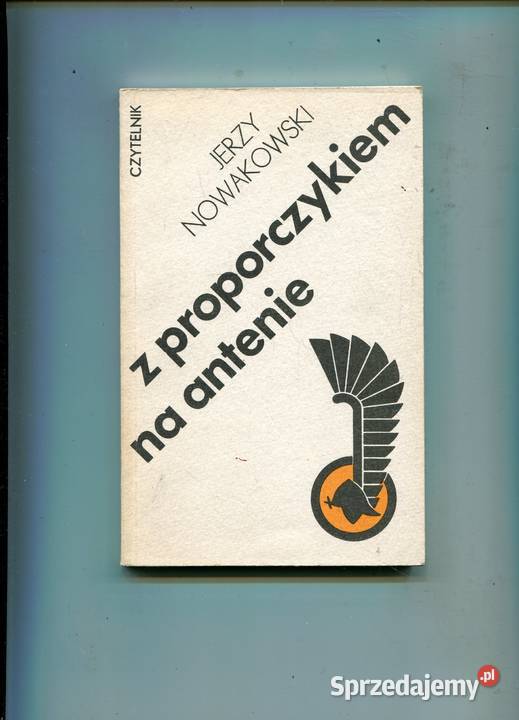 CZYTELNIK
JERZY
NOWAKOWSKI
z proporczykiem
na antenie
Sprzedajemy.pl